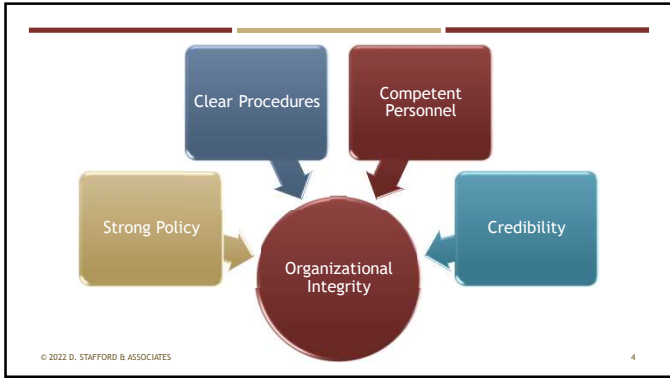 Clear Procedures
Competent
Personnel
Strong Policy
Credibility
Organizational
Integrity
© 2022 D. STAFFORD & ASSOCIATES
4